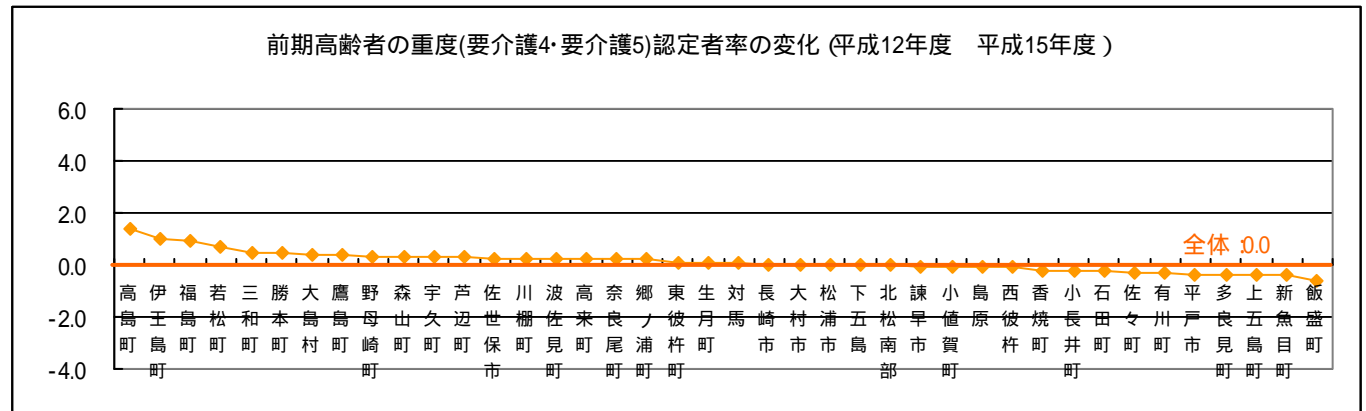 前期高齢者の重度(要介護4・要介護5)認定者率の変化(平成12年度　平成15年度)
6.0
4.0
2.0
0.0
-2.0
-4.0
全体:0.0
高島町
伊王島町
福島町
若松町
三和町
勝本町
大島村
鷹島町
野母崎町
森山町
宇久町
芦辺町
佐世保市
川棚町
波佐見町
高来町
奈良尾町
郷ノ浦町
東彼杵町
生月町
対馬
長崎市
大村市
松浦市
下五島
北松南部
諫早市
小値賀町
島原
西彼杵
香焼町
小長井町
石田町
佐々町
有川町
平戸市
多良見町
上五島町
新魚目町
飯盛町